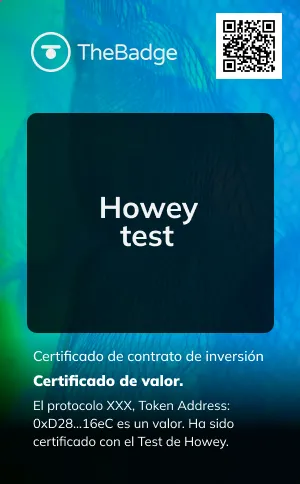 TheBadge
Howey
test
Certificado de contrato de inversión
Certificado de valor.
El protocolo XXX, Token Address:
0xD28...16eC es un valor. Ha sido
certificado con el Test de Howey.